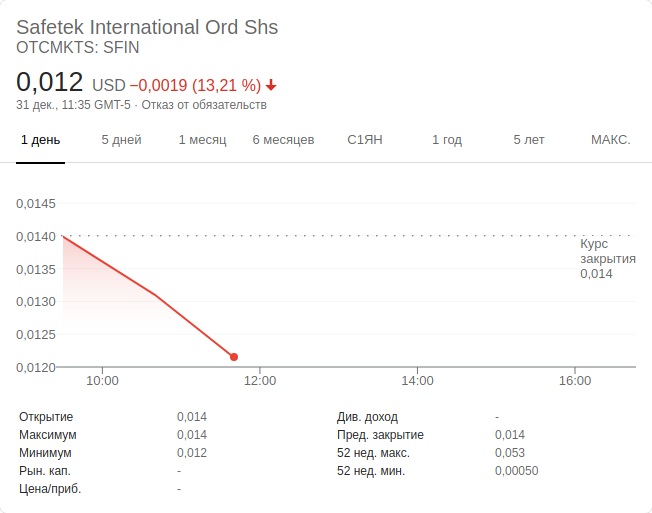 Safetek International Ord Shs
OTCMKTS: SFIN
0,012 USD −0,0019 (13,21 %)
31 дек., 11:35 GMT-5 · Отказ от обязательств
1 день 5 дней 1 месяц 6 месяцев С1ЯН 1 год 5 лет МАКС.
0,0145
0,0140
Курс
закрытия
0,014
0,0135
0,0130
0,0125
0,0120
10:00 12:00 14:00 16:00
Открытие 0,014 Див. доход -
Максимум 0,014 Пред. закрытие 0,014
Минимум 0,012 52 нед. макс. 0,053
Рын. кап. - 52 нед. мин. 0,00050
Цена/приб. -